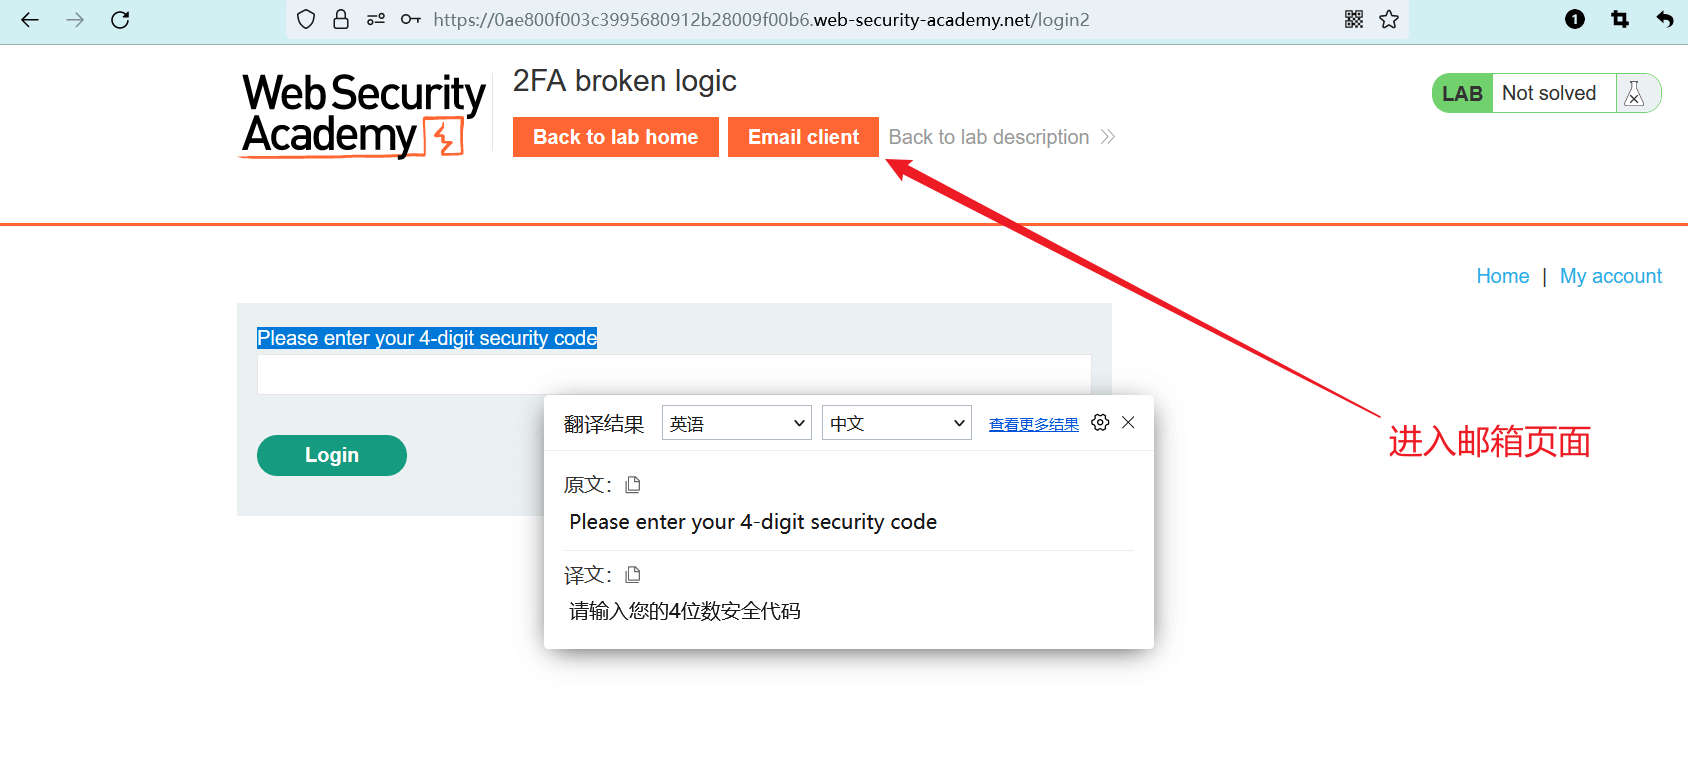 https://0ae800f003c3995680912b28009f00b6.web-security-academy.net/login2
1
Web Security
Academy
2FA broken logic
Back to lab home
Email client
Back to lab description
LAB
Not solved
Home | My account
Please enter your 4-digit security code
翻译结果
英语
中文
查看更多结果
Login
进入邮箱页面
原文：
Please enter your 4-digit security code
译文：
请输入您的4位数安全代码